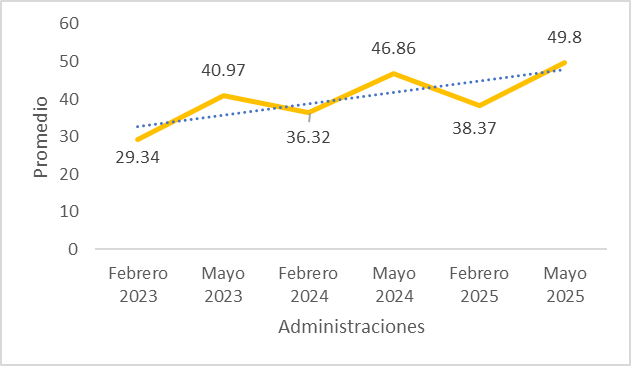 60
50
40
30
20
10
0
Promedio
29.34
40.97
36.32
46.86
38.37
49.8
Febrero
2023
Mayo
2023
Febrero
2024
Mayo
2024
Febrero
2025
Mayo
2025
Administraciones